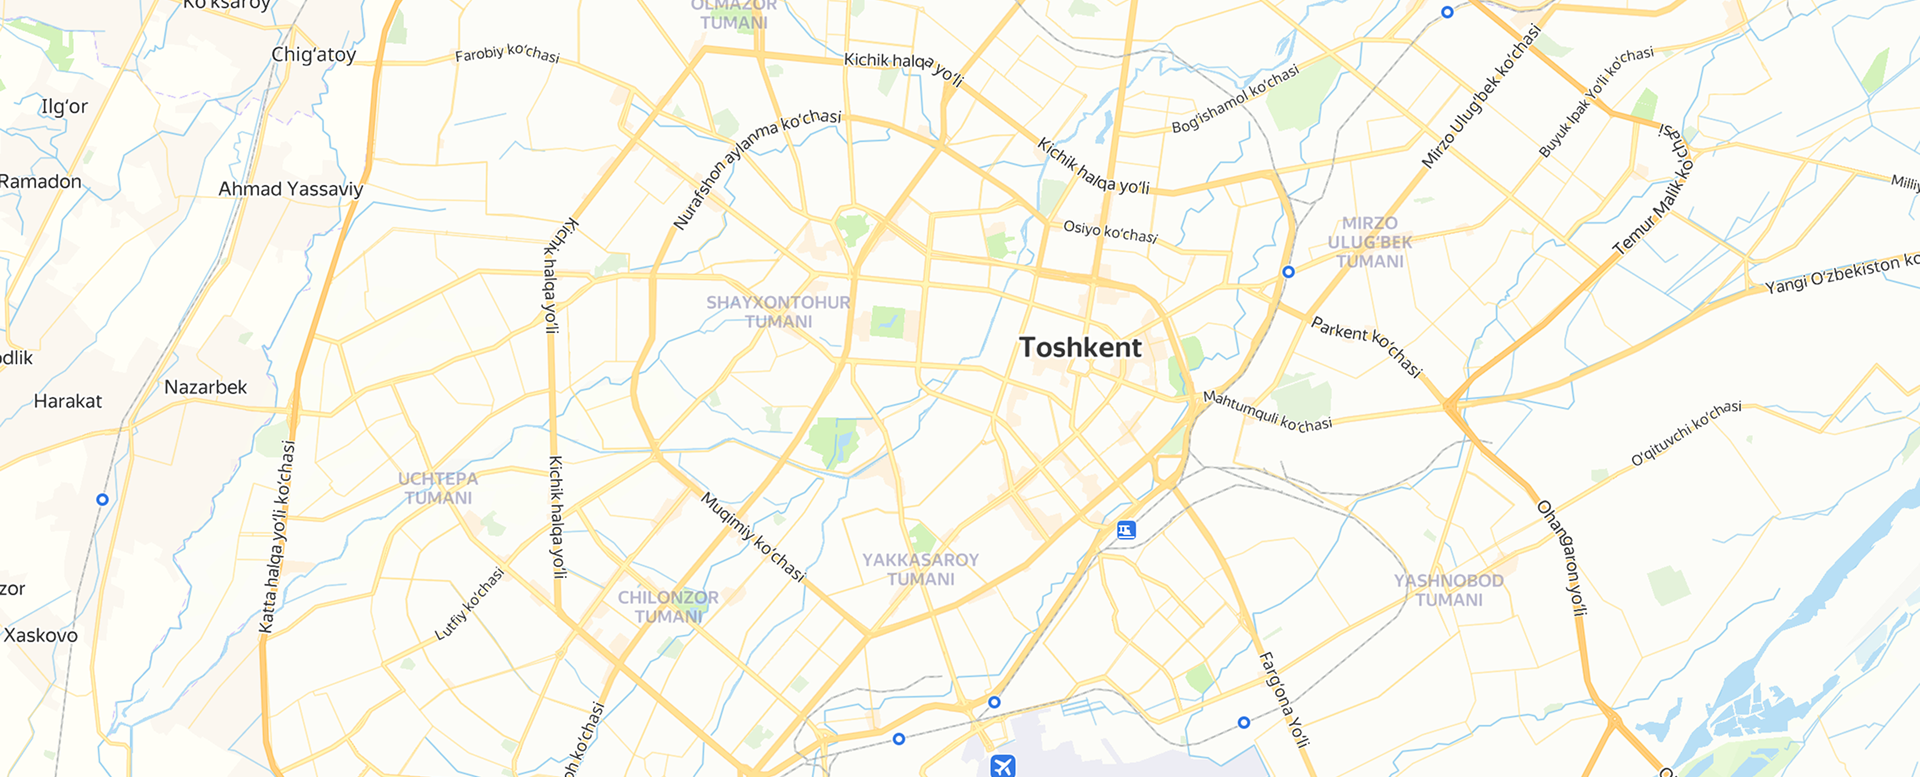 Ko‘ksaroy
OLMAZOR
TUMANI
Chig‘atoy
Farobiy ko‘chasi
Kichik halqa yo‘li
Bog‘ishamol ko‘chasi
Mirzo Ulug‘bek ko‘chasi
Buyuk Ipak Yo‘li ko‘chasi
Ilg‘or
Nurafshon aylanma ko‘chasi
Kichik halqa yo‘li
Temur Malik ko‘chasi
Ramadon
Ahmad Yassaviy
Milliy
Kichik halqa yo‘li
Osiyo ko‘chasi
MIRZO
ULUG‘BEK
TUMANI
Yangi O‘zbekiston ko
SHAYXONTOHUR
TUMANI
Toshkent
Parkent ko‘chasi
odlik
Nazarbek
Harakat
Mahtumquli ko‘chasi
O‘qituvchi ko‘chasi
Katta halqa yo‘li ko‘chasi
UCHTEPA
TUMANI
Kichik halqa yo‘li
Muqimiy ko‘chasi
Ohangaron yo‘li
YAKKASAROY
TUMANI
YASHNOBOD
TUMANI
zor
Lutfiy ko‘chasi
CHILONZOR
TUMANI
Xaskovo
Farg‘ona Yo‘li
oh ko‘chasi